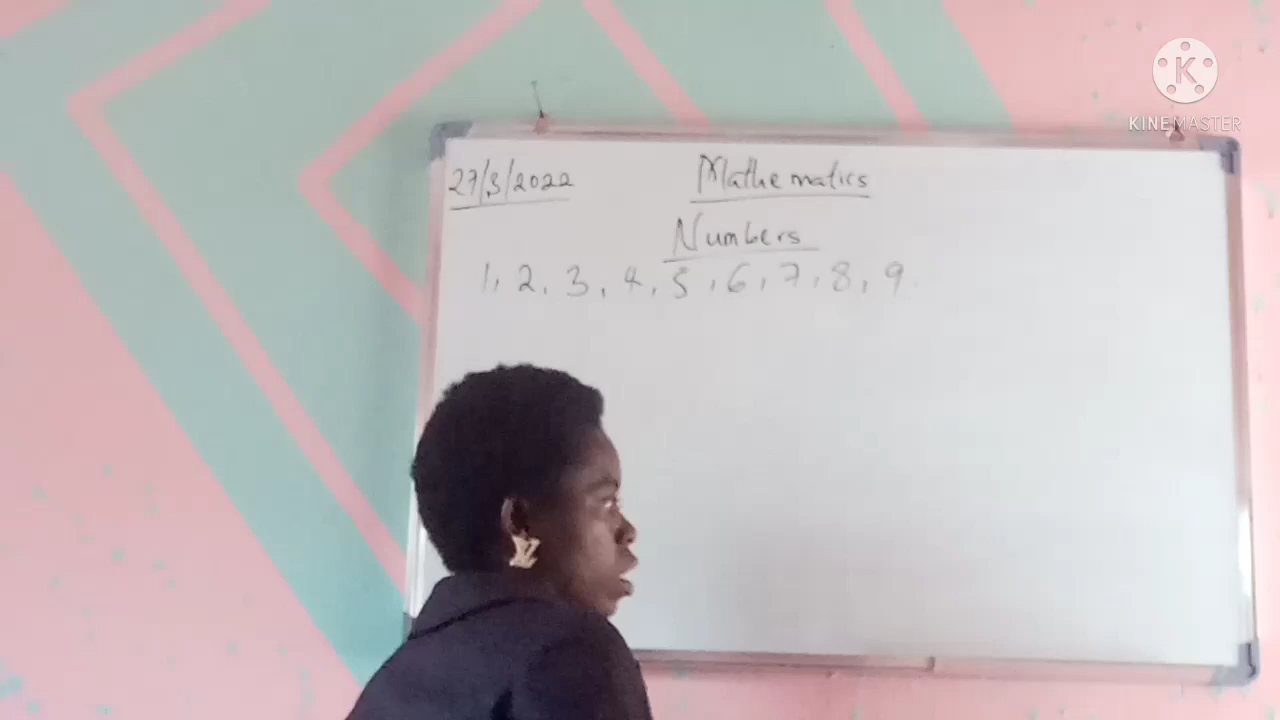 K
KINEMASTER
27/3/2022 Mathematics
Numbers
1, 2, 3, 4, 5, 6, 7, 8, 9.